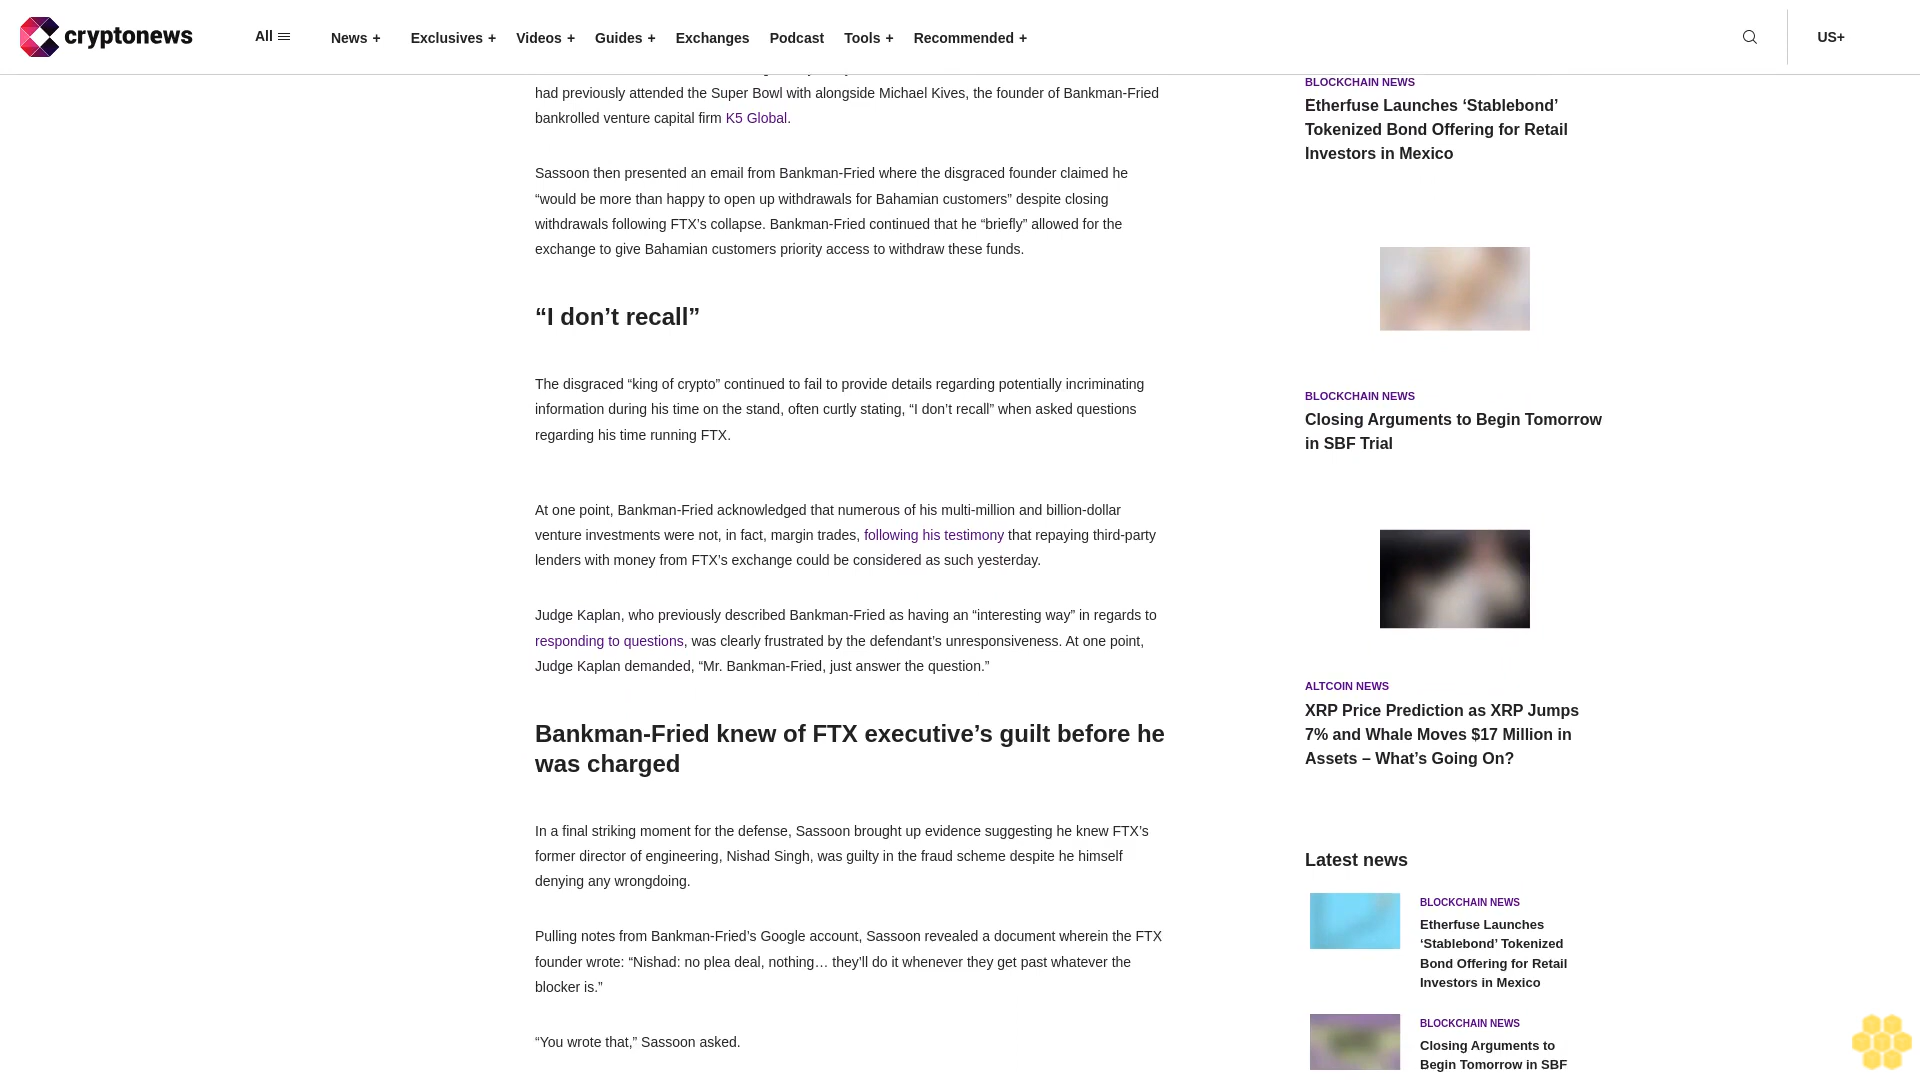 cryptonews
All
News +
Exclusives +
Videos +
Guides +
Exchanges
Podcast
Tools +
Recommended +
US+
had previously attended the Super Bowl with alongside Michael Kives, the founder of Bankman-Fried
bankrolled venture capital firm K5 Global.
Sassoon then presented an email from Bankman-Fried where the disgraced founder claimed he
“would be more than happy to open up withdrawals for Bahamian customers” despite closing
withdrawals following FTX’s collapse. Bankman-Fried continued that he “briefly” allowed for the
exchange to give Bahamian customers priority access to withdraw these funds.
“I don’t recall”
The disgraced “king of crypto” continued to fail to provide details regarding potentially incriminating
information during his time on the stand, often curtly stating, “I don’t recall” when asked questions
regarding his time running FTX.
At one point, Bankman-Fried acknowledged that numerous of his multi-million and billion-dollar
venture investments were not, in fact, margin trades, following his testimony that repaying third-party
lenders with money from FTX’s exchange could be considered as such yesterday.
Judge Kaplan, who previously described Bankman-Fried as having an “interesting way” in regards to
responding to questions, was clearly frustrated by the defendant’s unresponsiveness. At one point,
Judge Kaplan demanded, “Mr. Bankman-Fried, just answer the question.”
Bankman-Fried knew of FTX executive’s guilt before he
was charged
In a final striking moment for the defense, Sassoon brought up evidence suggesting he knew FTX’s
former director of engineering, Nishad Singh, was guilty in the fraud scheme despite he himself
denying any wrongdoing.
Pulling notes from Bankman-Fried’s Google account, Sassoon revealed a document wherein the FTX
founder wrote: “Nishad: no plea deal, nothing… they’ll do it whenever they get past whatever the
blocker is.”
“You wrote that,” Sassoon asked.
BLOCKCHAIN NEWS
Etherfuse Launches ‘Stablebond’
Tokenized Bond Offering for Retail
Investors in Mexico
BLOCKCHAIN NEWS
Closing Arguments to Begin Tomorrow
in SBF Trial
ALTCOIN NEWS
XRP Price Prediction as XRP Jumps
7% and Whale Moves $17 Million in
Assets – What’s Going On?
Latest news
BLOCKCHAIN NEWS
Etherfuse Launches
‘Stablebond’ Tokenized
Bond Offering for Retail
Investors in Mexico
BLOCKCHAIN NEWS
Closing Arguments to
Begin Tomorrow in SBF